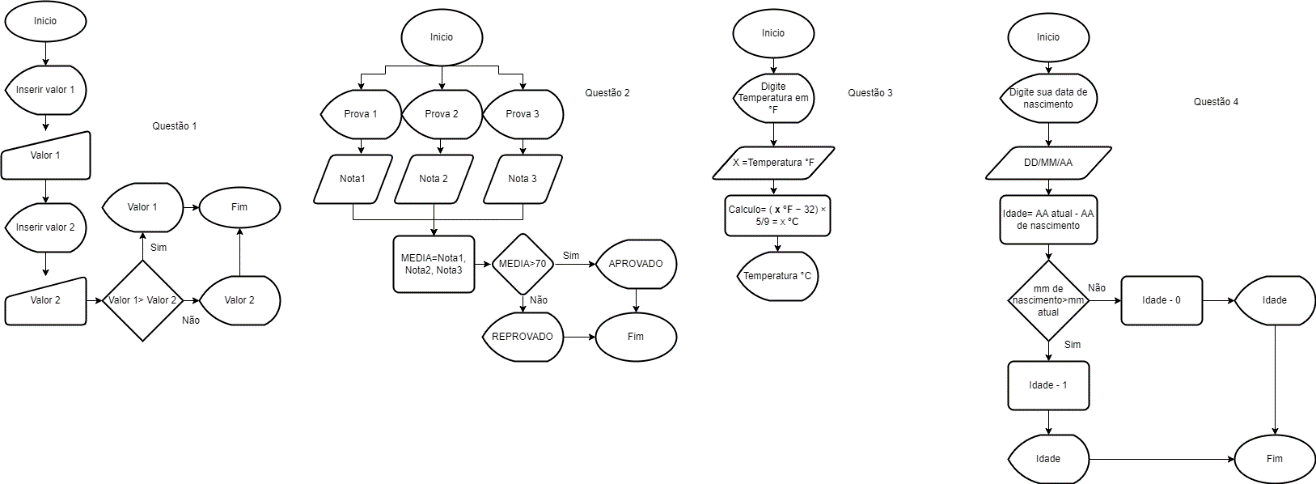 Inicio
Inserir valor 1
Valor 1
Inserir valor 2
Valor 2
Valor 1> Valor 2
Sim
Valor 1
Fim
Não
Valor 2
Questão 1
Inicio
Questão 2
Prova 1
Prova 2
Prova 3
Nota1
Nota 2
Nota 3
MEDIA=Nota1,
Nota2, Nota3
MEDIA>70
Sim
APROVADO
Não
REPROVADO
Fim
Inicio
Questão 3
Digite
Temperatura em
°F
X =Temperatura °F
Calculo= ( x °F − 32) ×
5/9 = x °C
Temperatura °C
Inicio
Questão 4
Digite sua data de
nascimento
DD/MM/AA
Idade= AA atual - AA
de nascimento
mm de
nascimento>mm
atual
Não
Idade - 0
Idade
Sim
Idade - 1
Idade
Fim